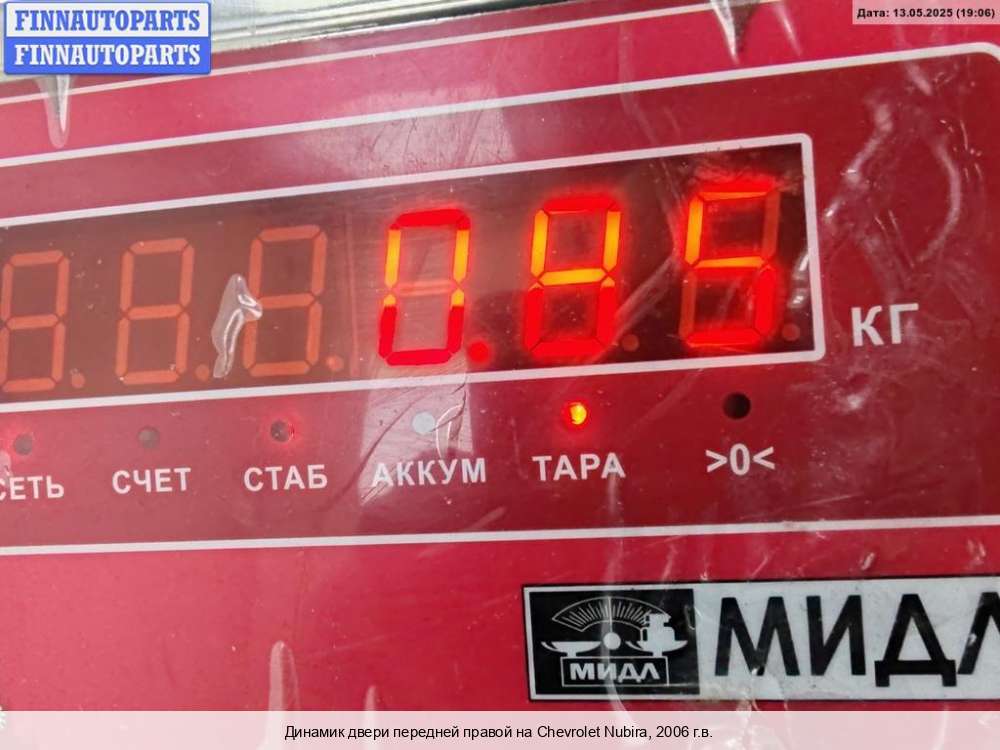 FINNAUTOPARTS
FINNAUTOPARTS
Дата: 13.05.2025 (19:06)
0.85
КГ
СЕТЬ СЧЕТ СТАБ АККУМ ТАРА >0<
МИДЛ
МИДЛ
Динамик двери передней правой на Chevrolet Nubira, 2006 г.в.